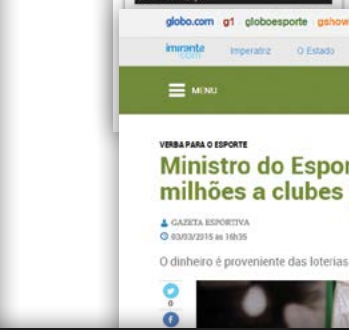 globo.com g1 globoesporte gshow
imirante
.com
Imperatriz O Estado
MENU
VERBA PARA O ESPORTE
Ministro do Espor
milhões a clubes
GAZETA ESPORTIVA
03/03/2015 às 16h35
O dinheiro é proveniente das loterias
0